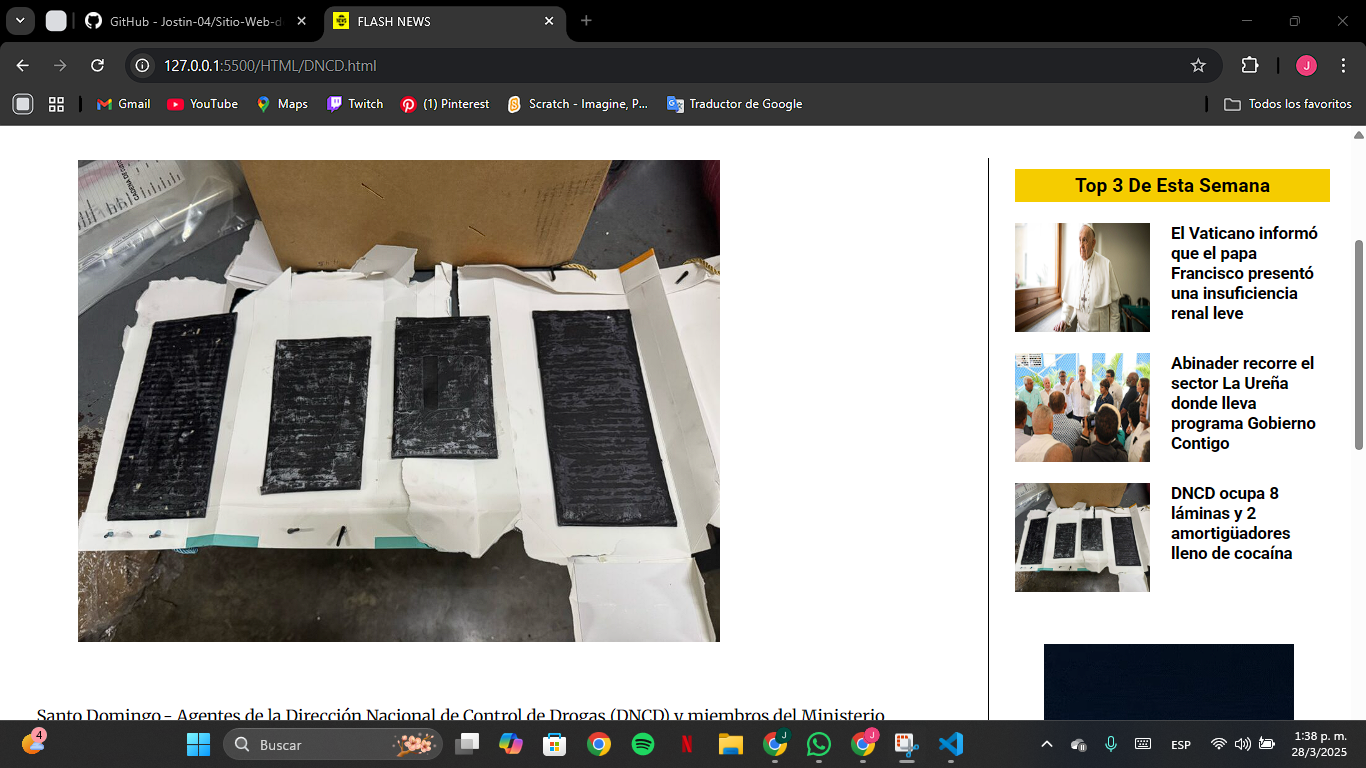 GitHub - Jostin-04/Sitio-Web-d
FLASH NEWS
127.0.0.1:5500/HTML/DNCD.html
J
Gmail
YouTube
Maps
Twitch
(1) Pinterest
Scratch - Imagine, P...
Traductor de Google
Todos los favoritos
CADENA DE
Top 3 De Esta Semana
El Vaticano informó
que el papa
Francisco presentó
una insuficiencia
renal leve
Abinader recorre el
sector La Ureña
donde lleva
programa Gobierno
Contigo
DNCD ocupa 8
láminas y 2
amortigüadores
lleno de cocaína
Santo Domingo.- Agentes de la Dirección Nacional de Control de Drogas (DNCD) y miembros del Ministerio
4
Buscar
J
J
ESP
1:38 p. m.
28/3/2025